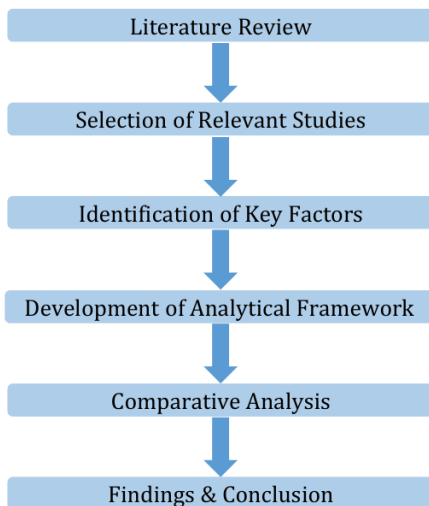 Literature Review
Selection of Relevant Studies
Identification of Key Factors
Development of Analytical Framework
Comparative Analysis
Findings & Conclusion